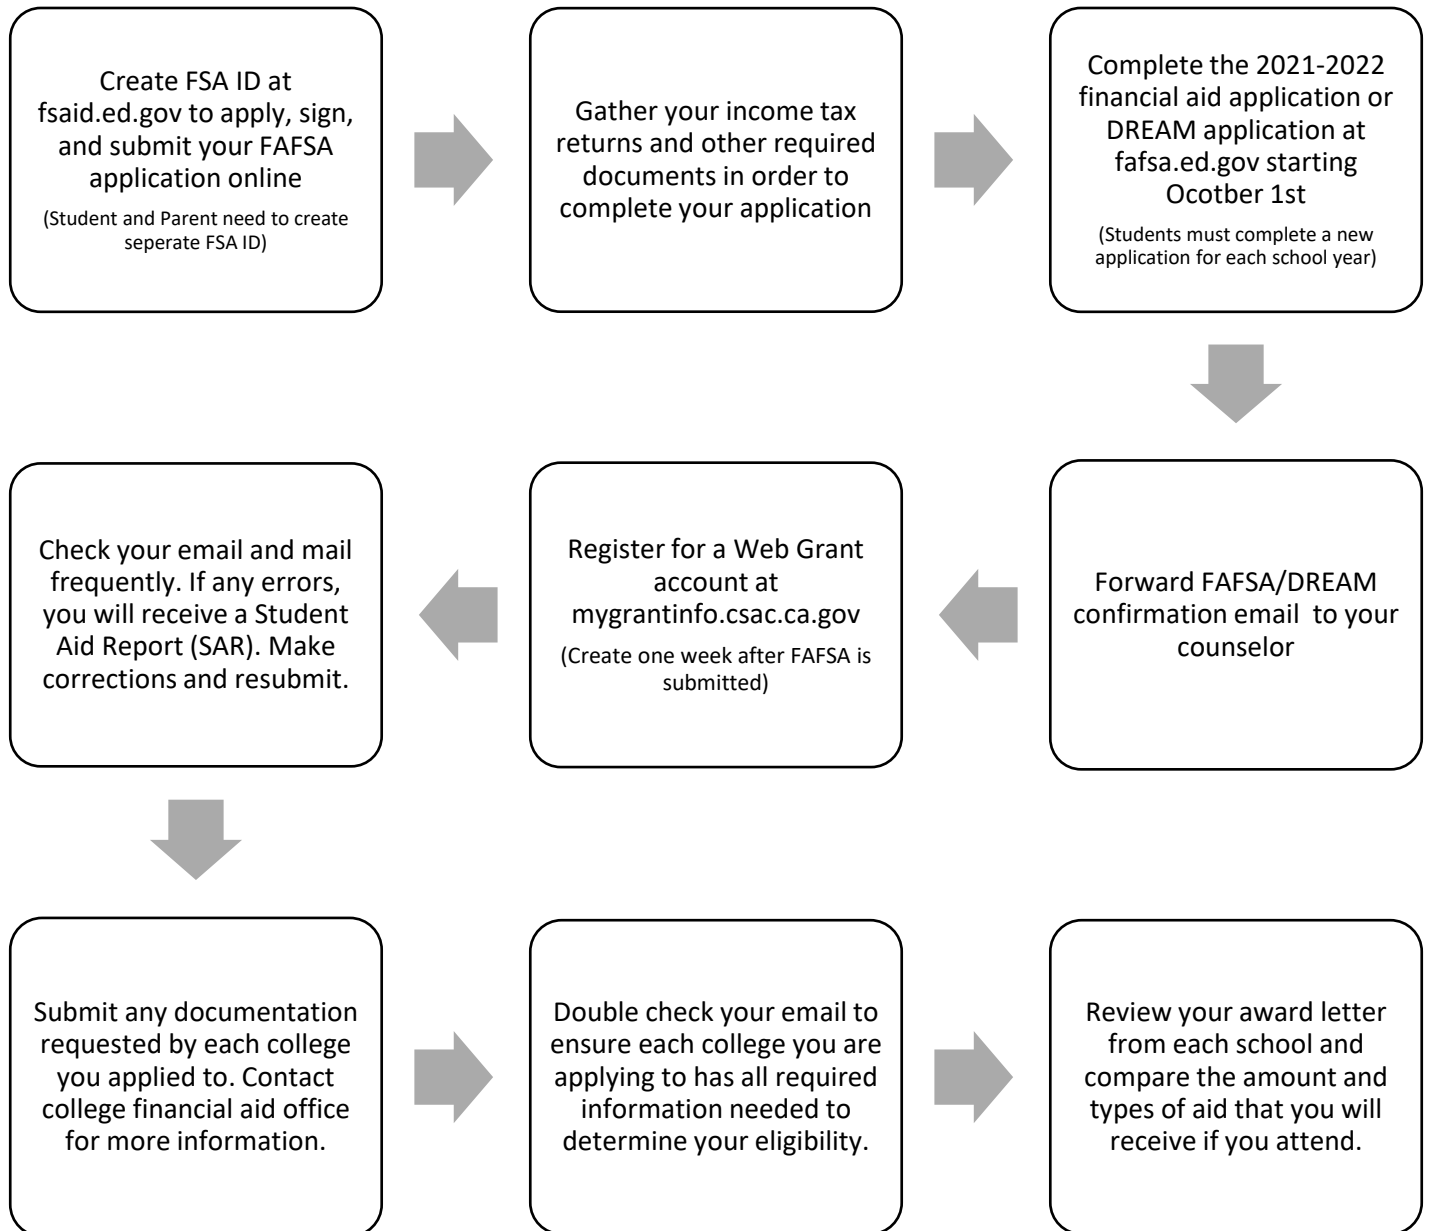 Create FSA ID at
fsaid.ed.gov to apply, sign,
and submit your FAFSA
application online
(Student and Parent need to create
seperate FSA ID)
Gather your income tax
returns and other required
documents in order to
complete your application
Complete the 2021-2022
financial aid application or
DREAM application at
fafsa.ed.gov starting
Ocotber 1st
(Students must complete a new
application for each school year)
Forward FAFSA/DREAM
confirmation email  to your
counselor
Register for a Web Grant
account at
mygrantinfo.csac.ca.gov
(Create one week after FAFSA is
submitted)
Check your email and mail
frequently. If any errors,
you will receive a Student
Aid Report (SAR). Make
corrections and resubmit.
Submit any documentation
requested by each college
you applied to. Contact
college financial aid office
for more information.
Double check your email to
ensure each college you are
applying to has all required
information needed to
determine your eligibility.
Review your award letter
from each school and
compare the amount and
types of aid that you will
receive if you attend.